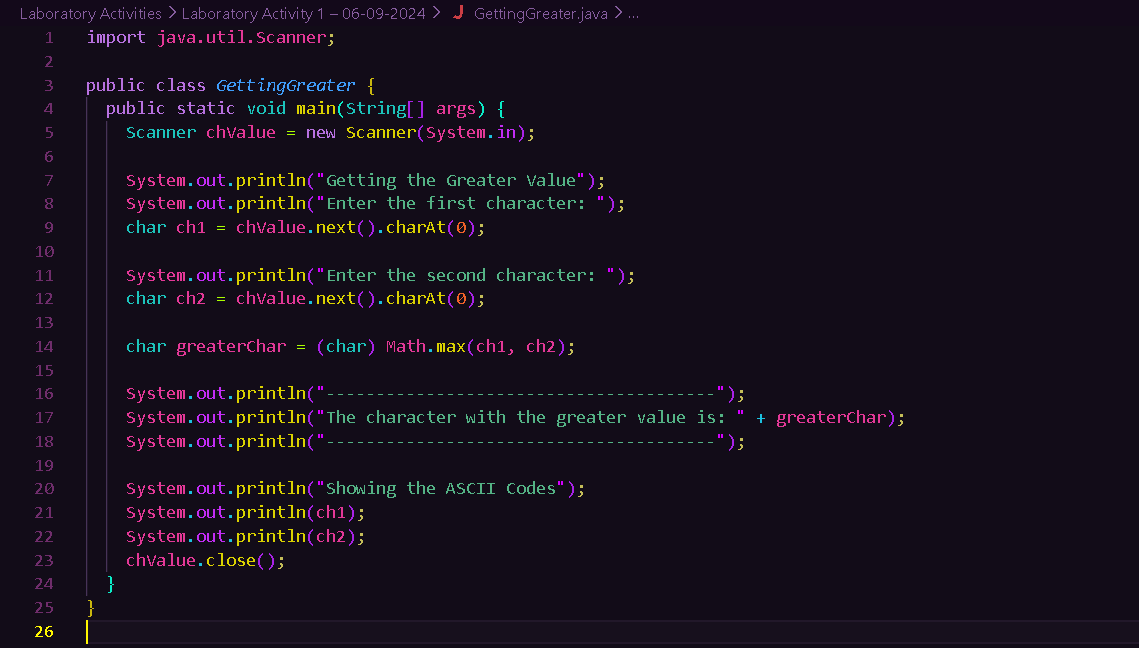 Laboratory Activities > Laboratory Activity 1 – 06-09-2024 > J GettingGreater.java > ...
1 import java.util.Scanner;
2
3 public class GettingGreater {
4 public static void main(String[] args) {
5 Scanner chValue = new Scanner(System.in);
6
7 System.out.println("Getting the Greater Value");
8 System.out.println("Enter the first character: ");
9 char ch1 = chValue.next().charAt(0);
10
11 System.out.println("Enter the second character: ");
12 char ch2 = chValue.next().charAt(0);
13
14 char greaterChar = (char) Math.max(ch1, ch2);
15
16 System.out.println("---------------------------------------");
17 System.out.println("The character with the greater value is: " + greaterChar);
18 System.out.println("---------------------------------------");
19
20 System.out.println("Showing the ASCII Codes");
21 System.out.println(ch1);
22 System.out.println(ch2);
23 chValue.close();
24 }
25 }
26